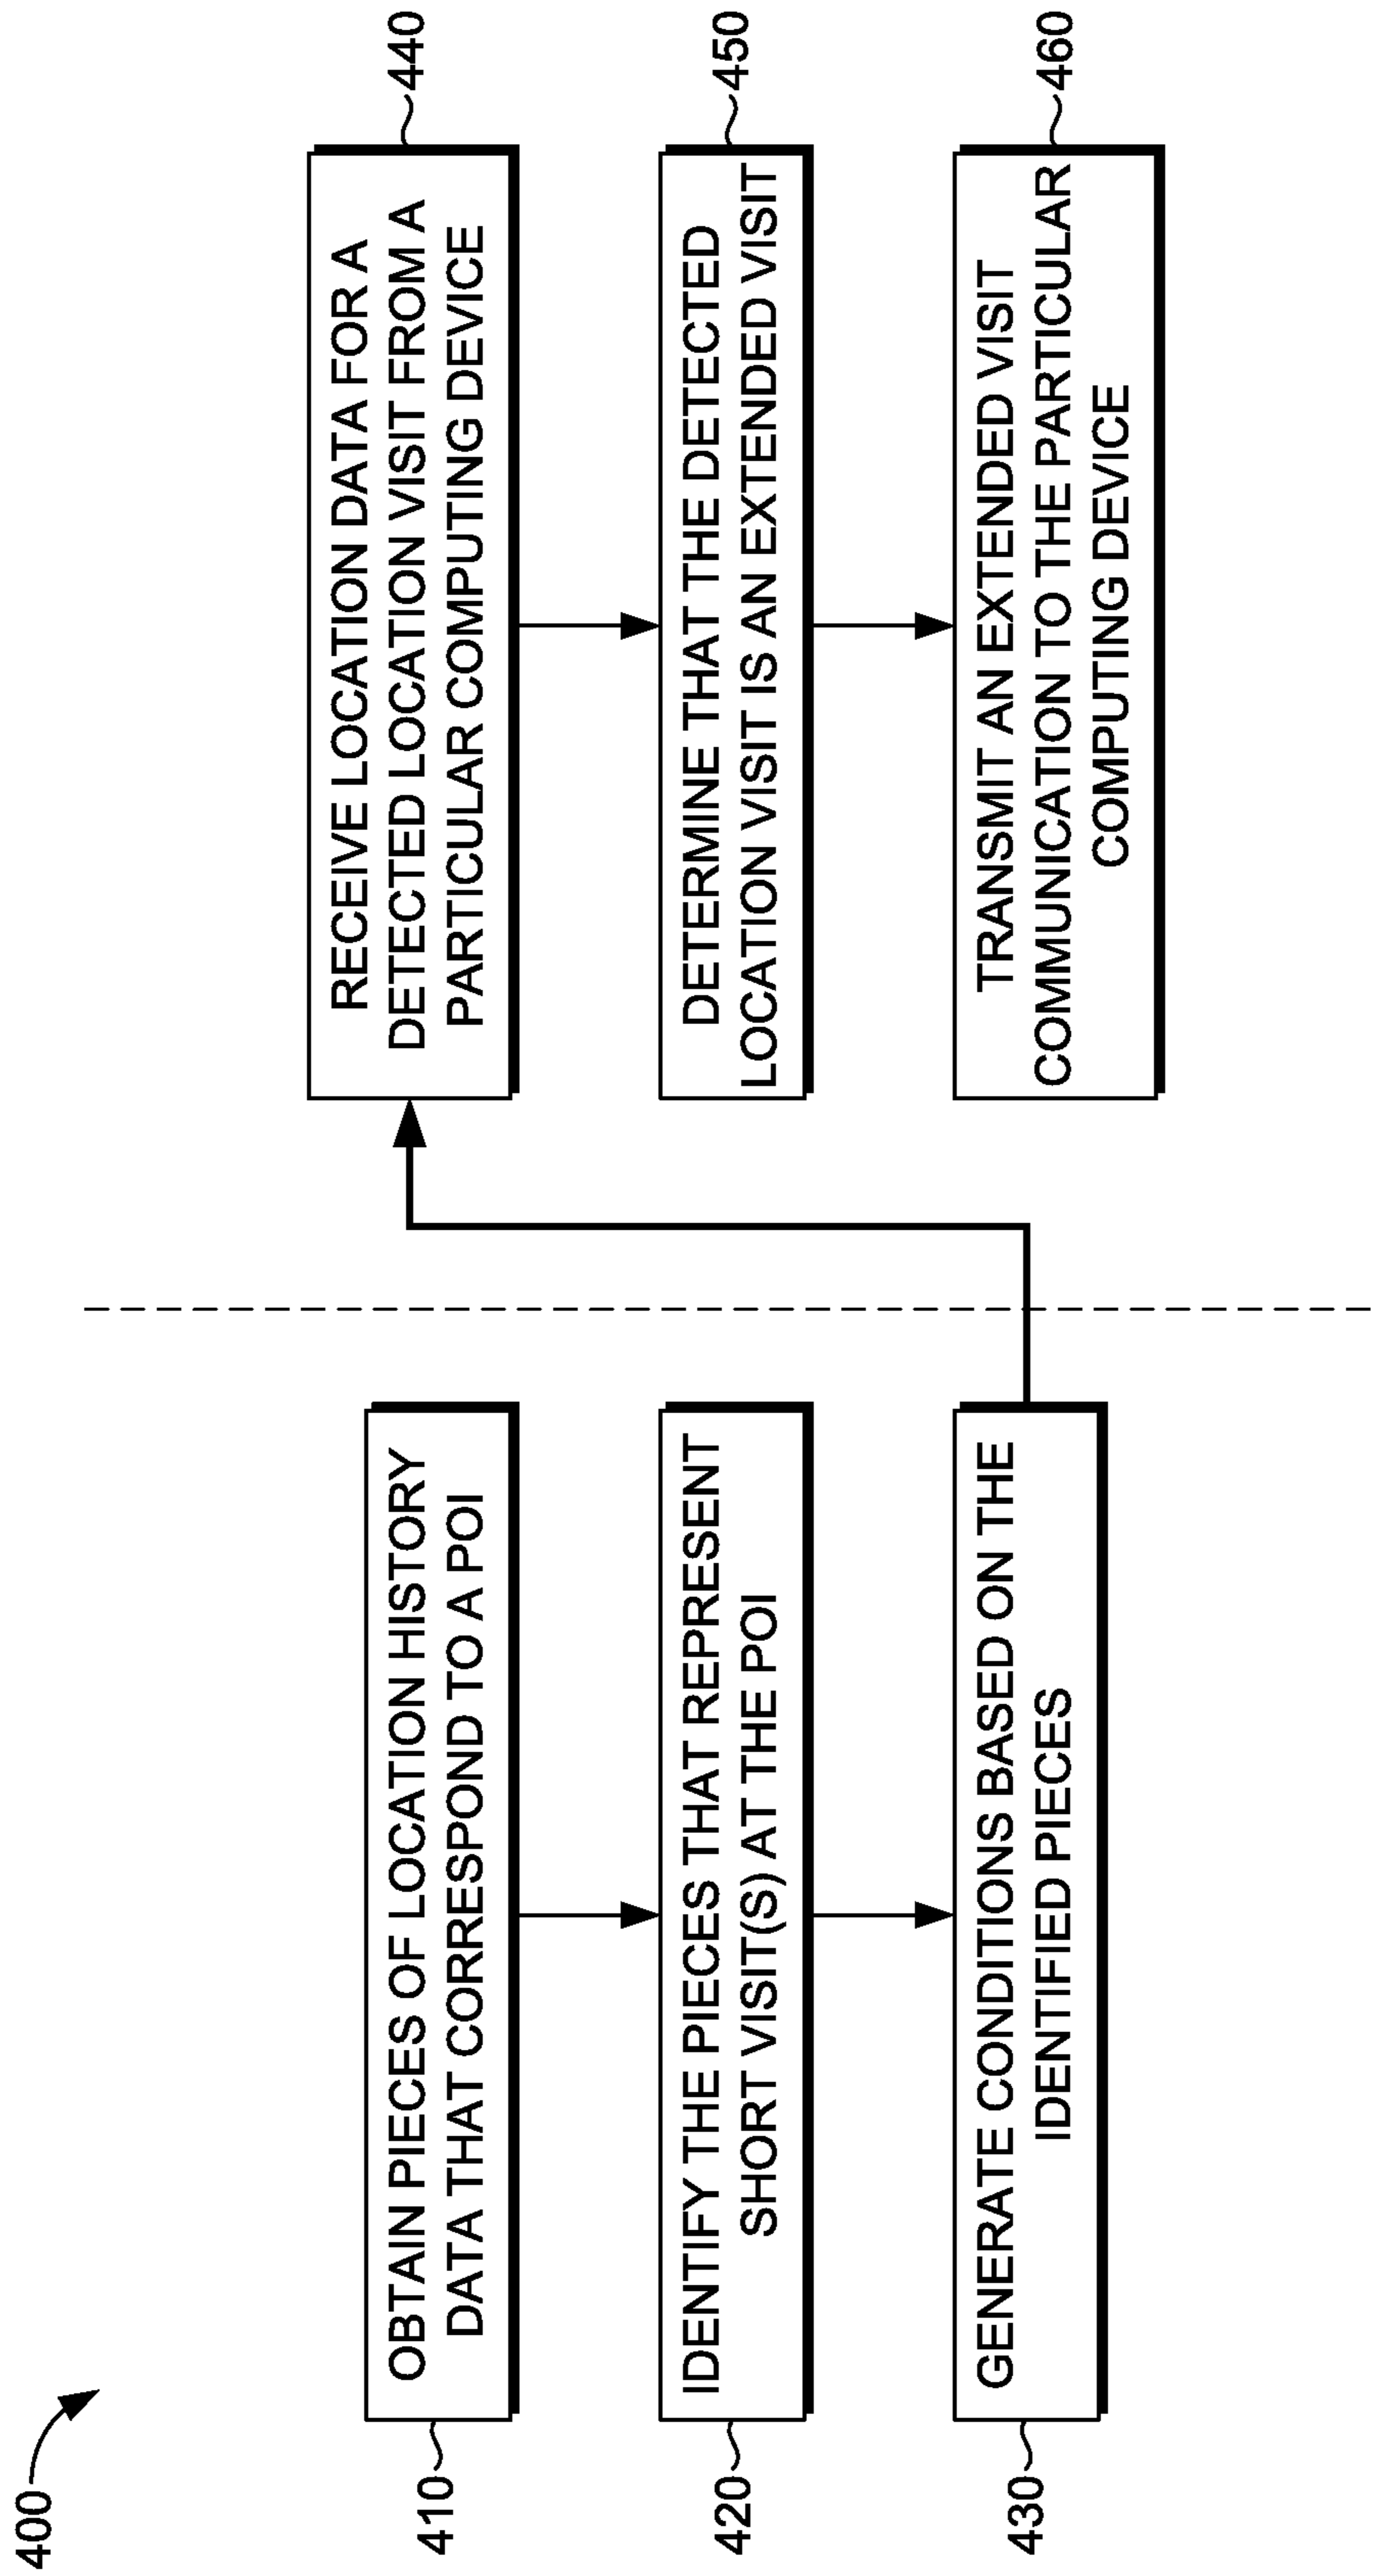 400
410
OBTAIN PIECES OF LOCATION HISTORY
DATA THAT CORRESPOND TO A POI
420
IDENTIFY THE PIECES THAT REPRESENT
SHORT VISIT(S) AT THE POI
430
GENERATE CONDITIONS BASED ON THE
IDENTIFIED PIECES
RECEIVE LOCATION DATA FOR A
DETECTED LOCATION VISIT FROM A
PARTICULAR COMPUTING DEVICE
440
DETERMINE THAT THE DETECTED
LOCATION VISIT IS AN EXTENDED VISIT
450
TRANSMIT AN EXTENDED VISIT
COMMUNICATION TO THE PARTICULAR
COMPUTING DEVICE
460